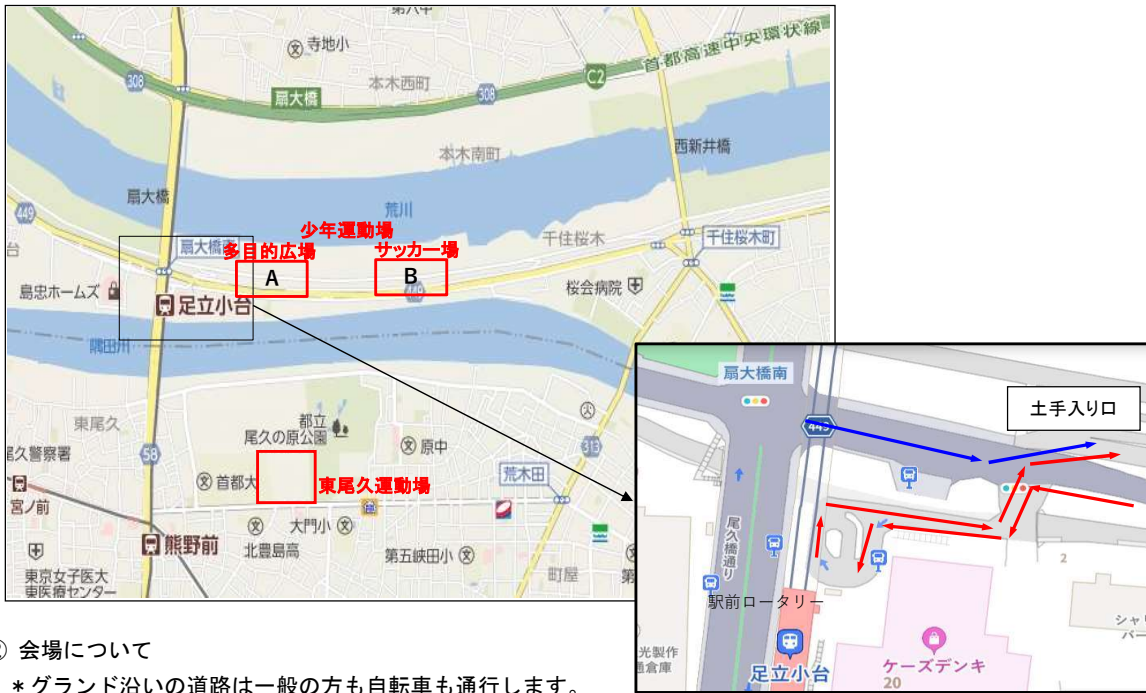 第八中
寺地小
首都高速中央環状線
308
扇大橋
本木西町
C2
308
本木南町
西新井橋
扇大橋
449
荒川
少年運動場
千住桜木
千住桜木町
扇大橋南
多目的広場
サッカー場
台
A
B
449
島忠ホームズ
足立小台
桜会病院
隅田川
東尾久
都立
尾久の原公園
原中
313
尾久警察署
58
首都大
東尾久運動場
荒木田
宮ノ前
大門小
熊野前
北豊島高
第五峡田小
町屋
東京女子医大
東医療センター
扇大橋南
土手入り口
449
尾久橋通り
2
駅前ロータリー
足立小台
ケーズデンキ
20
会場について
*グランド沿いの道路は一般の方も自転車も通行します。